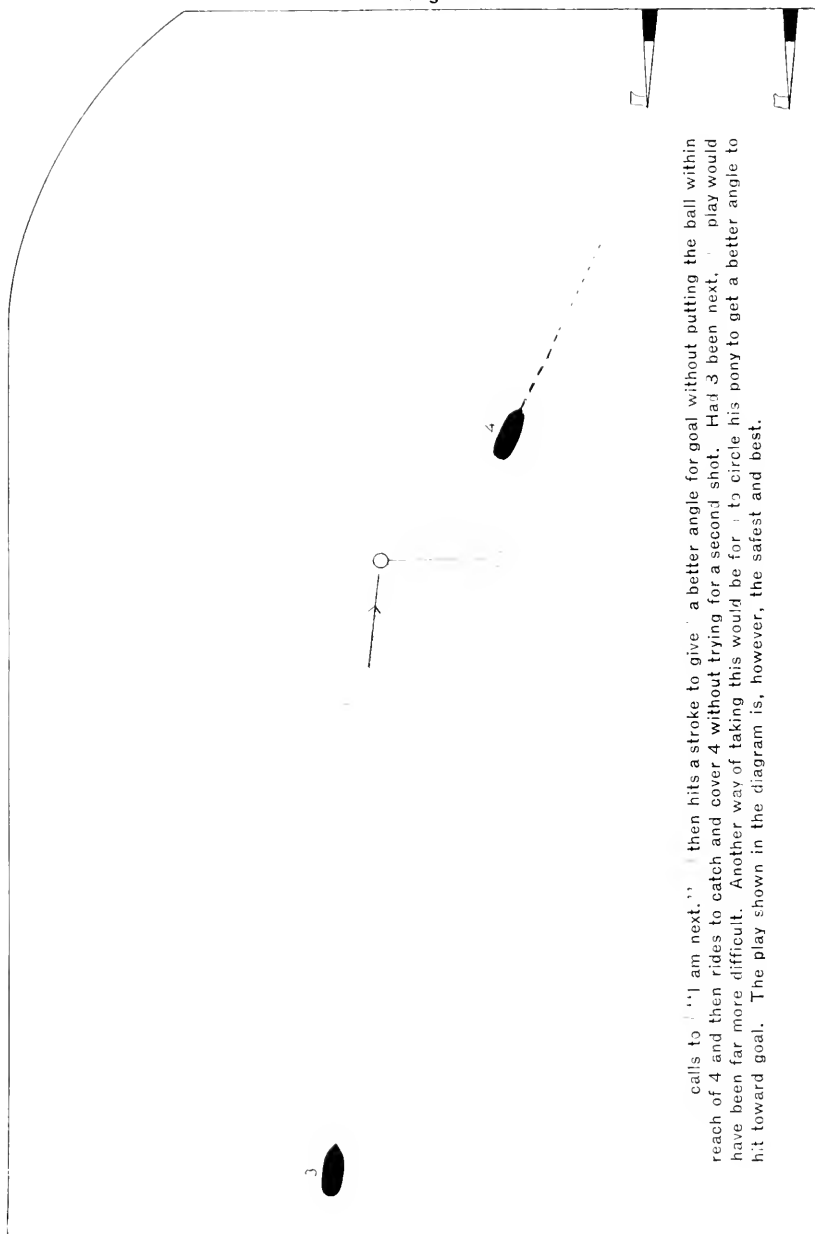 3
4
calls to "I am next." then hits a stroke to give a better angle for goal without putting the ball within
reach of 4 and then rides to catch and cover 4 without trying for a second shot. Had 3 been next, play would
have been far more difficult. Another way of taking this would be for to circle his pony to get a better angle to
hit toward goal. The play shown in the diagram is, however, the safest and best.